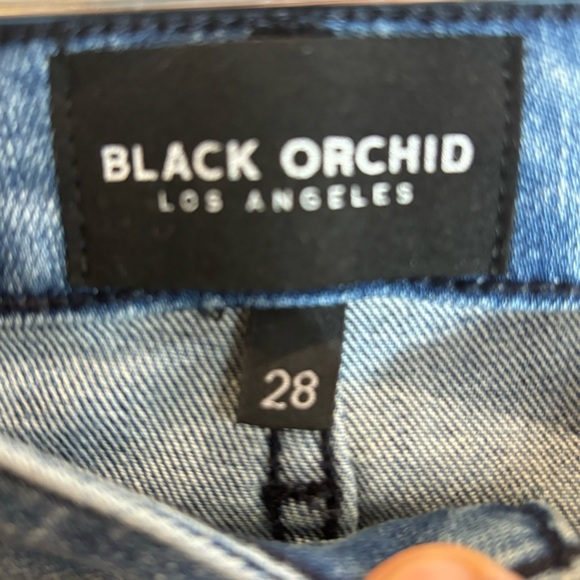 BLACK ORCHID
LOS ANGELES
28